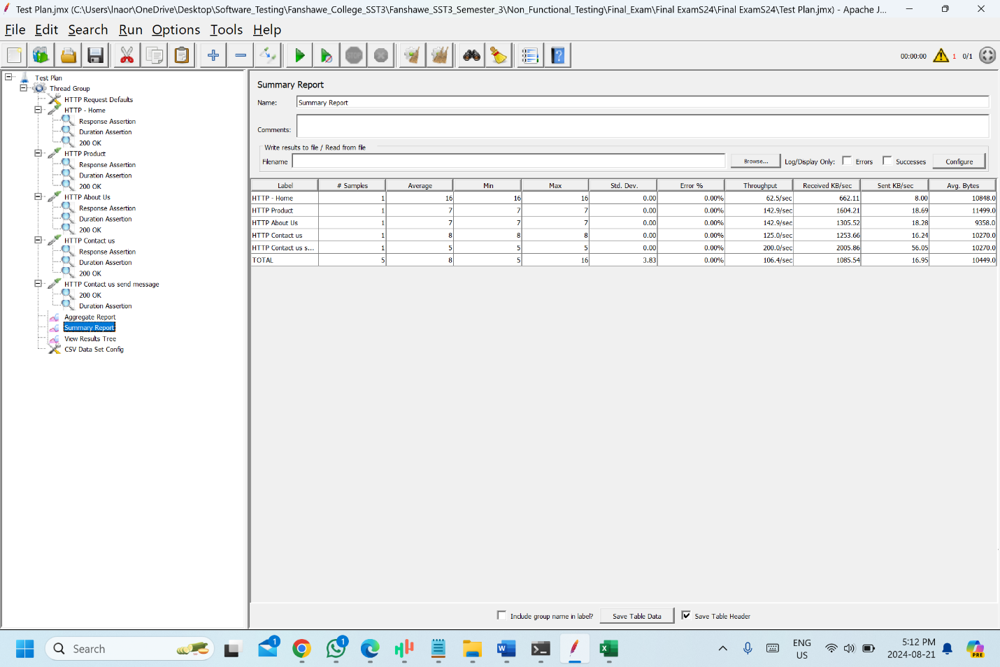 Test Plan.jmx (C:\Users\lnaor\OneDrive\Desktop\Software_Testing\Fanshawe_College_SST3\Fanshawe_SST3_Semester_3\Non_Functional_Testing\Final_Exam\Final ExamS24\Final ExamS24\Test Plan.jmx) - Apache J...
File Edit Search Run Options Tools Help
STOP
00:00:00 1 0/1
Test Plan
Thread Group
HTTP Request Defaults
HTTP - Home
Response Assertion
Duration Assertion
200 OK
HTTP Product
Response Assertion
Duration Assertion
200 OK
HTTP About Us
Response Assertion
Duration Assertion
200 OK
HTTP Contact us
Response Assertion
Duration Assertion
200 OK
HTTP Contact us send message
200 OK
Duration Assertion
Aggregate Report
Summary Report
View Results Tree
CSV Data Set Config
Summary Report
Name: Summary Report
Comments:
Write results to file / Read from file
Filename Browse... Log/Display Only: Errors Successes Configure
Label # Samples Average Min Max Std. Dev. Error % Throughput Received KB/sec Sent KB/sec Avg. Bytes
HTTP - Home 1 16 16 16 0.00 0.00% 62.5/sec 662.11 8.00 10848.0
HTTP Product 1 7 7 7 0.00 0.00% 142.9/sec 1604.21 18.69 11499.0
HTTP About Us 1 7 7 7 0.00 0.00% 142.9/sec 1305.52 18.28 9358.0
HTTP Contact us 1 8 8 8 0.00 0.00% 125.0/sec 1253.66 16.24 10270.0
HTTP Contact us s... 1 5 5 5 0.00 0.00% 200.0/sec 2005.86 56.05 10270.0
TOTAL 5 8 5 16 3.83 0.00% 106.4/sec 1085.54 16.95 10449.0
Include group name in label? Save Table Data Save Table Header
Search 1 1 ENG US 5:12 PM 2024-08-21 PRE